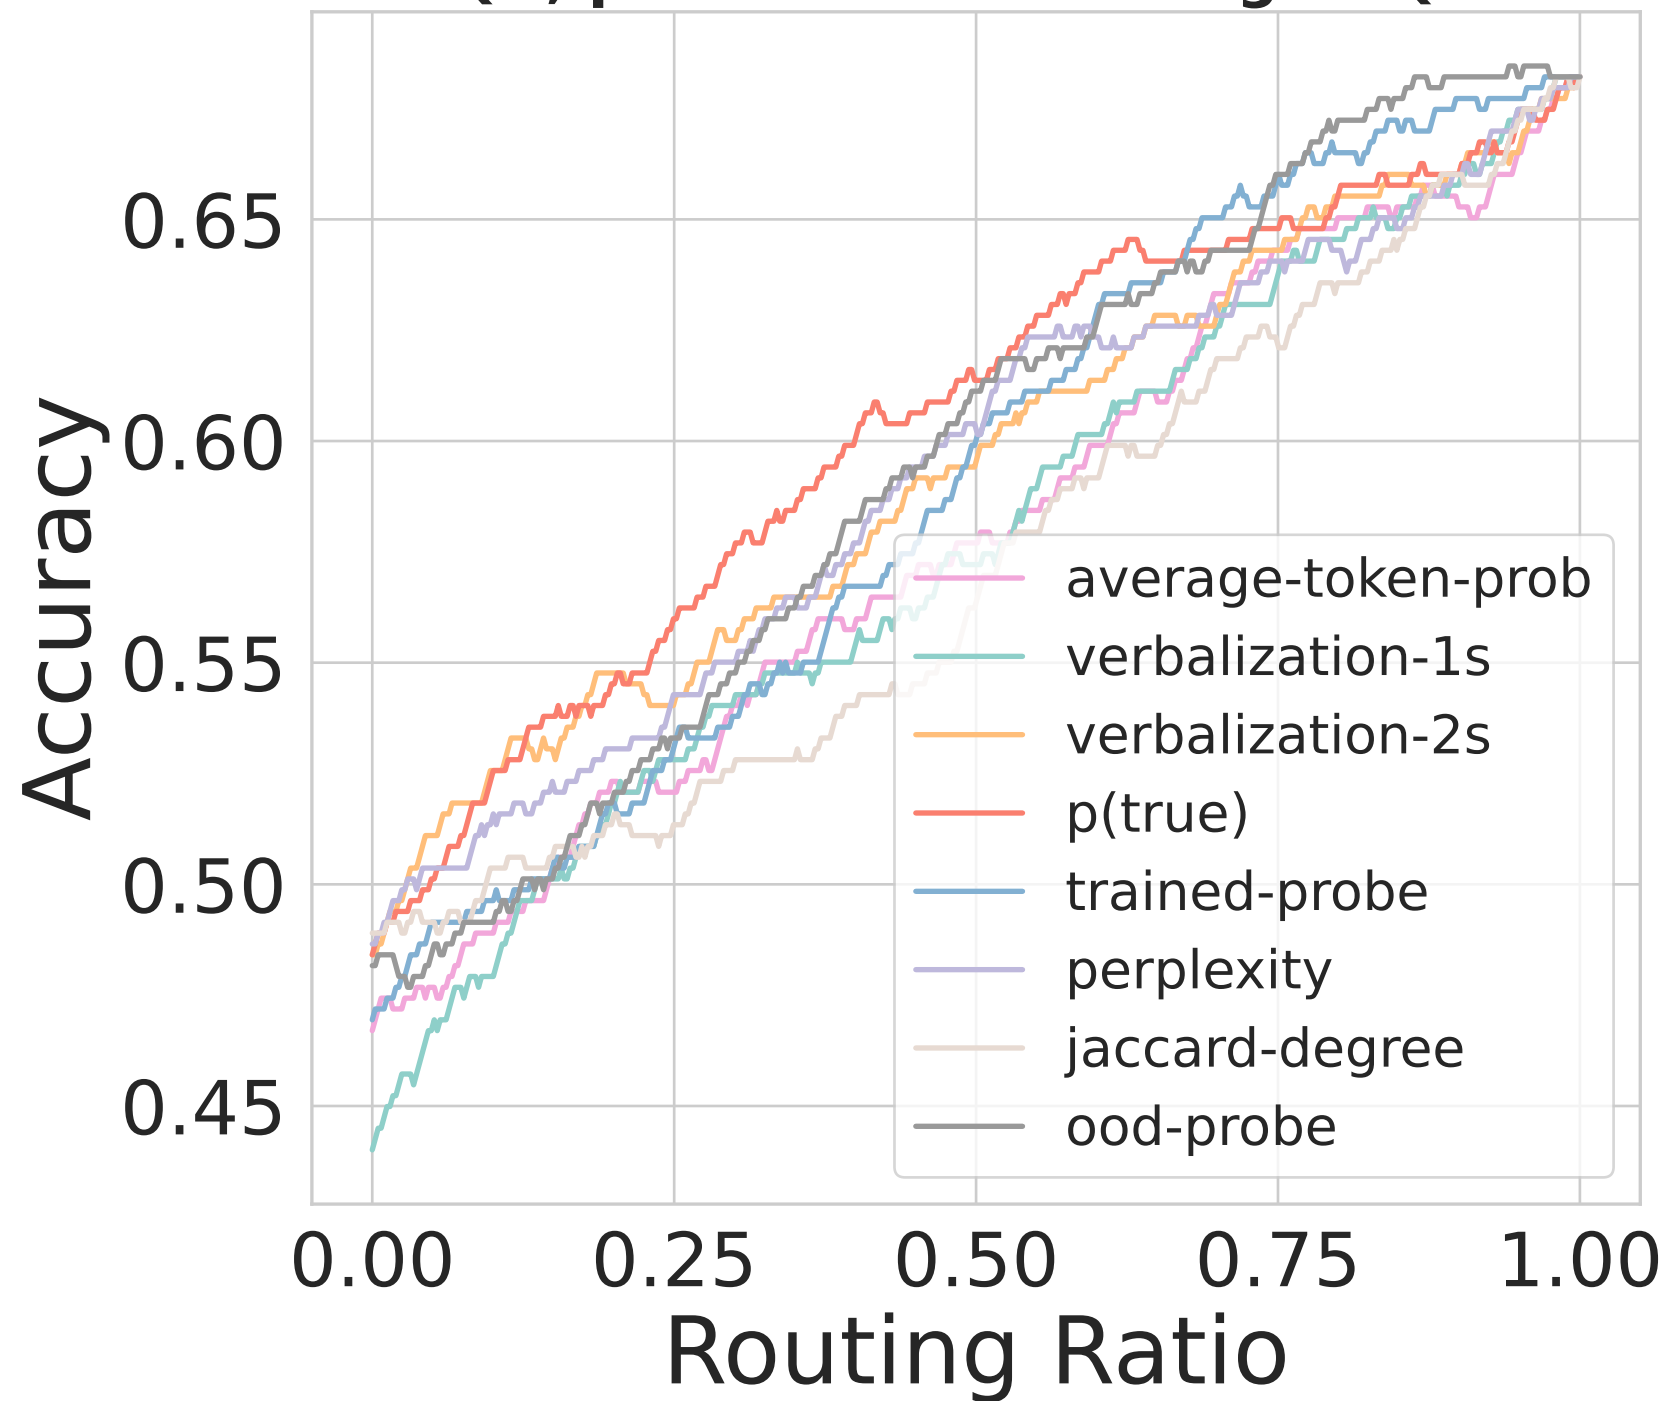 Accuracy
0.65
0.60
0.55
0.50
0.45
average-token-prob
verbalization-1s
verbalization-2s
p(true)
trained-probe
perplexity
jaccard-degree
ood-probe
0.00 0.25 0.50 0.75 1.00
Routing Ratio